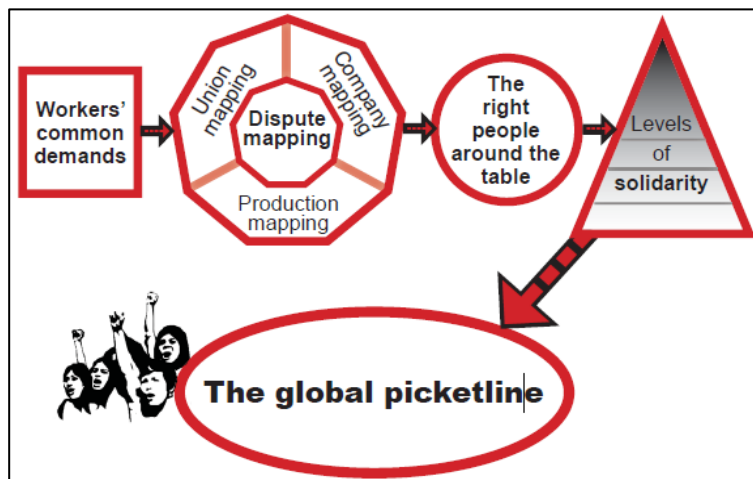 Workers'
common
demands
Union
mapping
Company
mapping
Dispute
mapping
Production
mapping
The
right
people
around the
table
Levels
of
solidarity
The global picketline